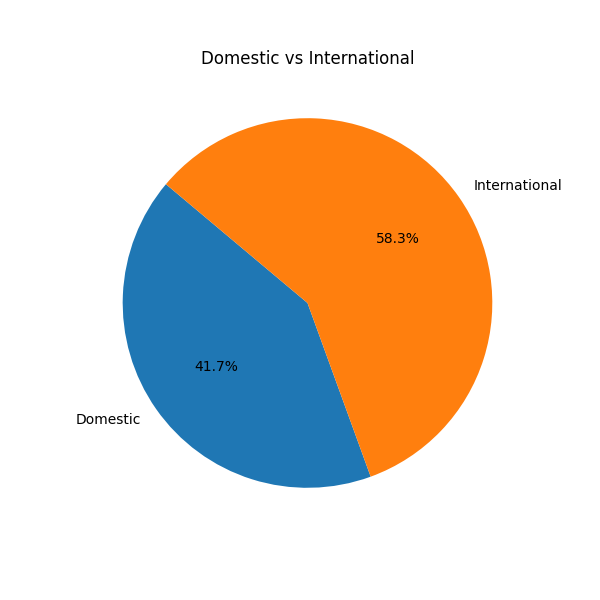 Domestic vs International
International
58.3%
41.7%
Domestic